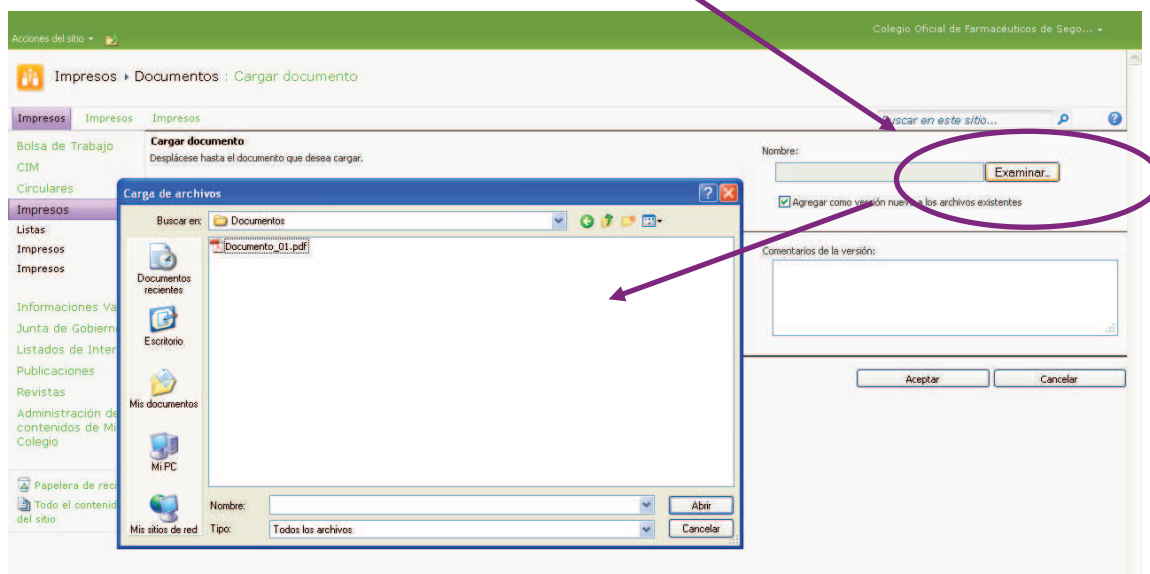 Colegio Oficial de Farmacéuticos de Sego...
Acciones del sitio
Impresos Documentos : Cargar documento
Impresos Impresos Impresos
Buscar en este sitio...
Bolsa de Trabajo
CIM
Circulares
Impresos
Listas
Impresos
Impresos
Informaciones Va
Junta de Gobiern
Listados de Inter
Publicaciones
Revistas
Administración de
contenidos de Mi
Colegio
Papelera de reci
Todo el contenid
del sitio
Cargar documento
Desplácese hasta el documento que desea cargar.
Nombre:
Examinar...
Agregar como versión nueva a los archivos existentes
Comentarios de la versión:
Aceptar Cancelar
Carga de archivos
Buscar en: Documentos
Documento_01.pdf
Documentos
recientes
Escritorio
Mis documentos
Mi PC
Mis sitios de red
Nombre: Abrir
Tipo: Todos los archivos Cancelar